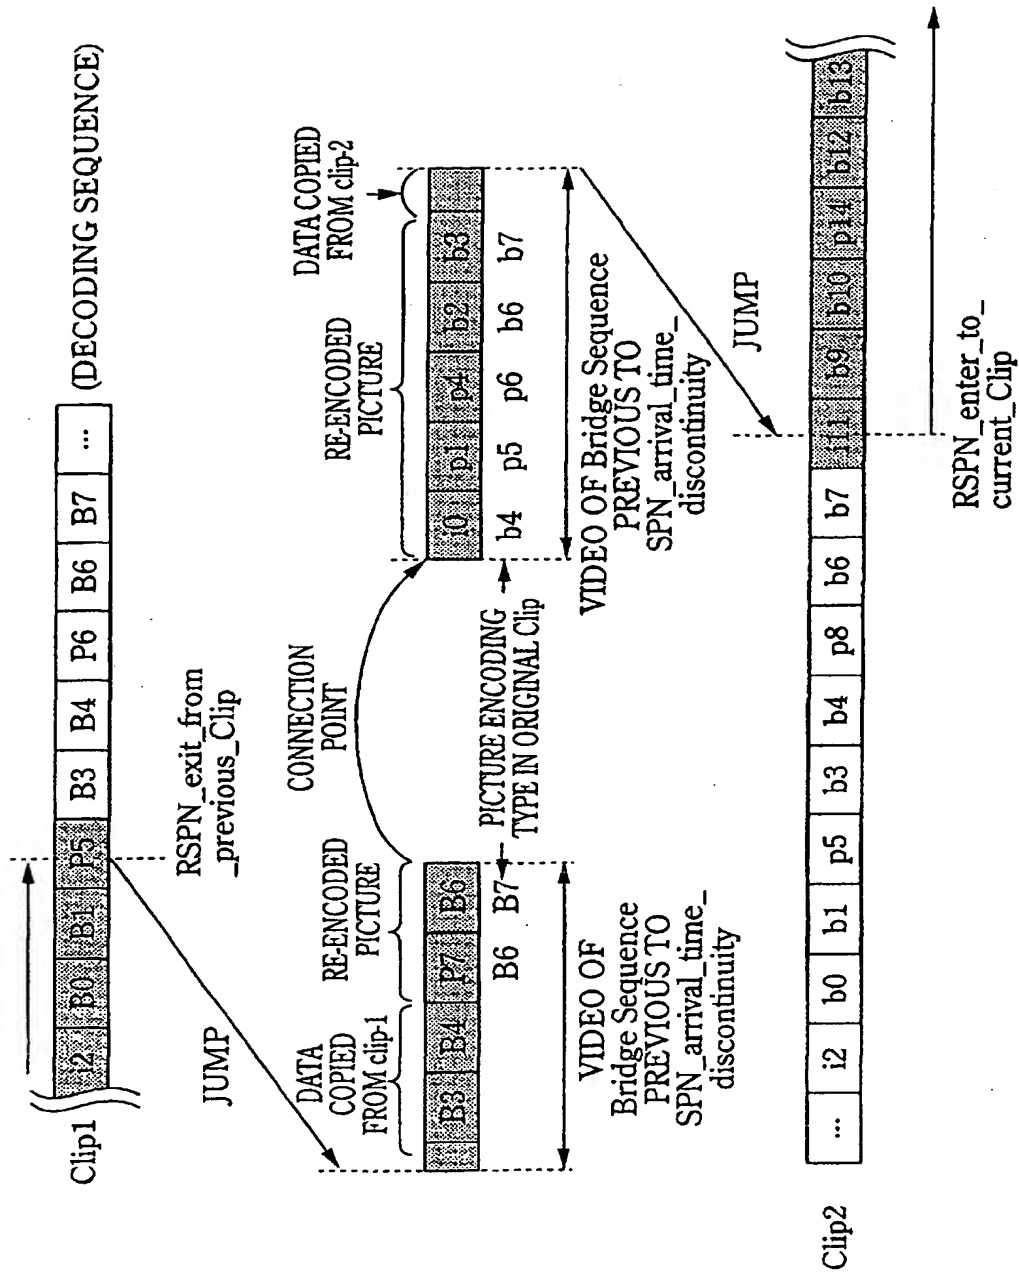 Clip1
i2 B0 B1 P5 B3 B4 P6 B6 B7 ...
(DECODING SEQUENCE)
RSPN_exit_from
_previous_Clip
JUMP
DATA
COPIED
FROM clip-1
RE-ENCODED
PICTURE
CONNECTION
POINT
RE-ENCODED
PICTURE
DATA COPIED
FROM clip-2
B3 B4 P7 B6
B6 B7
i0 p1 p4 b2 b3
b4 p5 p6 b6 b7
PICTURE ENCODING
TYPE IN ORIGINAL Clip
VIDEO OF
Bridge Sequence
PREVIOUS TO
SPN_arrival_time_
discontinuity
VIDEO OF Bridge Sequence
PREVIOUS TO
SPN_arrival_time_
discontinuity
JUMP
Clip2
.... i2 b0 b1 p5 b3 b4 p8 b6 b7 i11 b9 b10 p14 b12 b13
RSPN_enter_to_
current_Clip